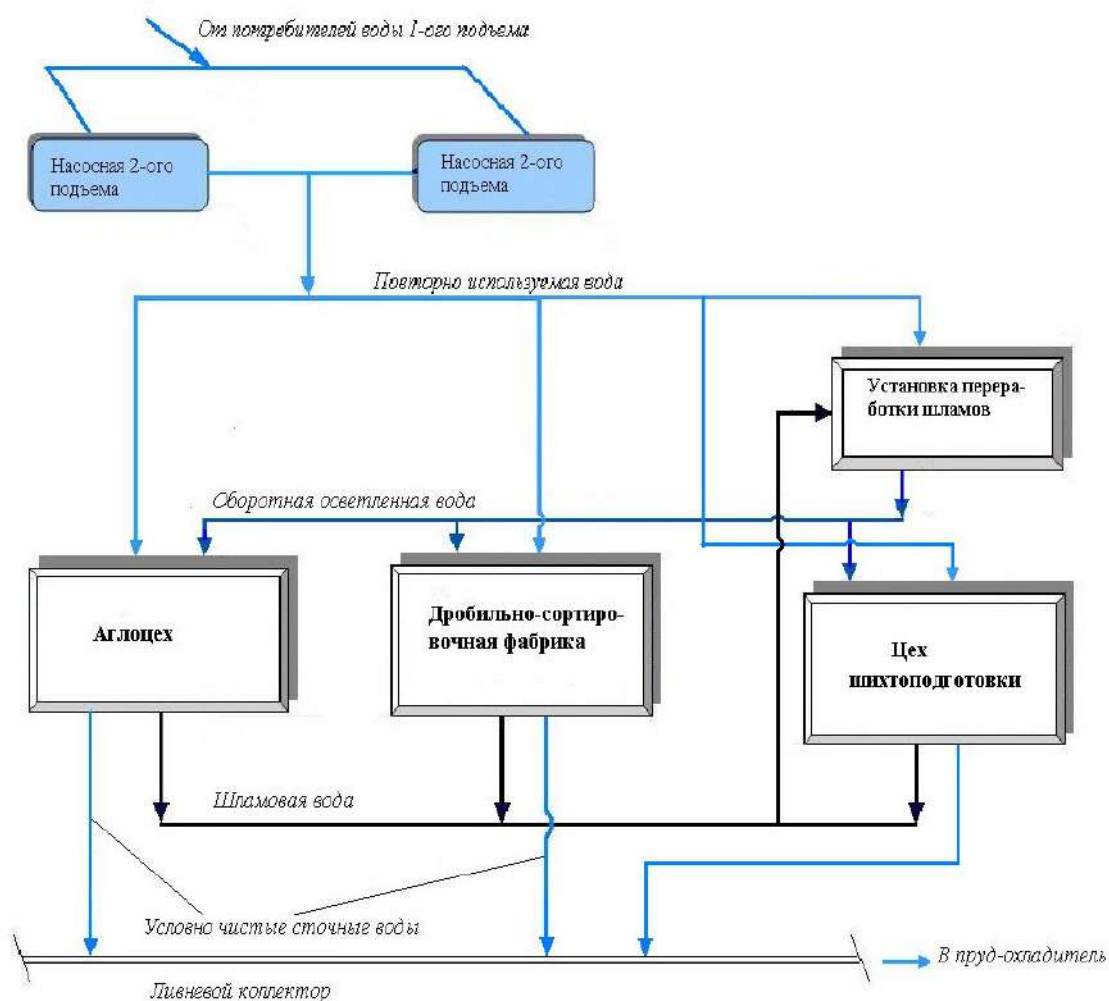 От потребителей воды 1-ого подъема
Насосная 2-ого
подъема
Насосная 2-ого
подъема
Повторно используемая вода
Установка перера-
ботки шламов
Оборотная осветленная вода
Аглоцех
Дробильно-сортиро-
вочная фабрика
Цех
шихтоподготовки
Шламовая вода
Условно чистые сточные воды
В пруд-охладитель
Ливневой коллектор